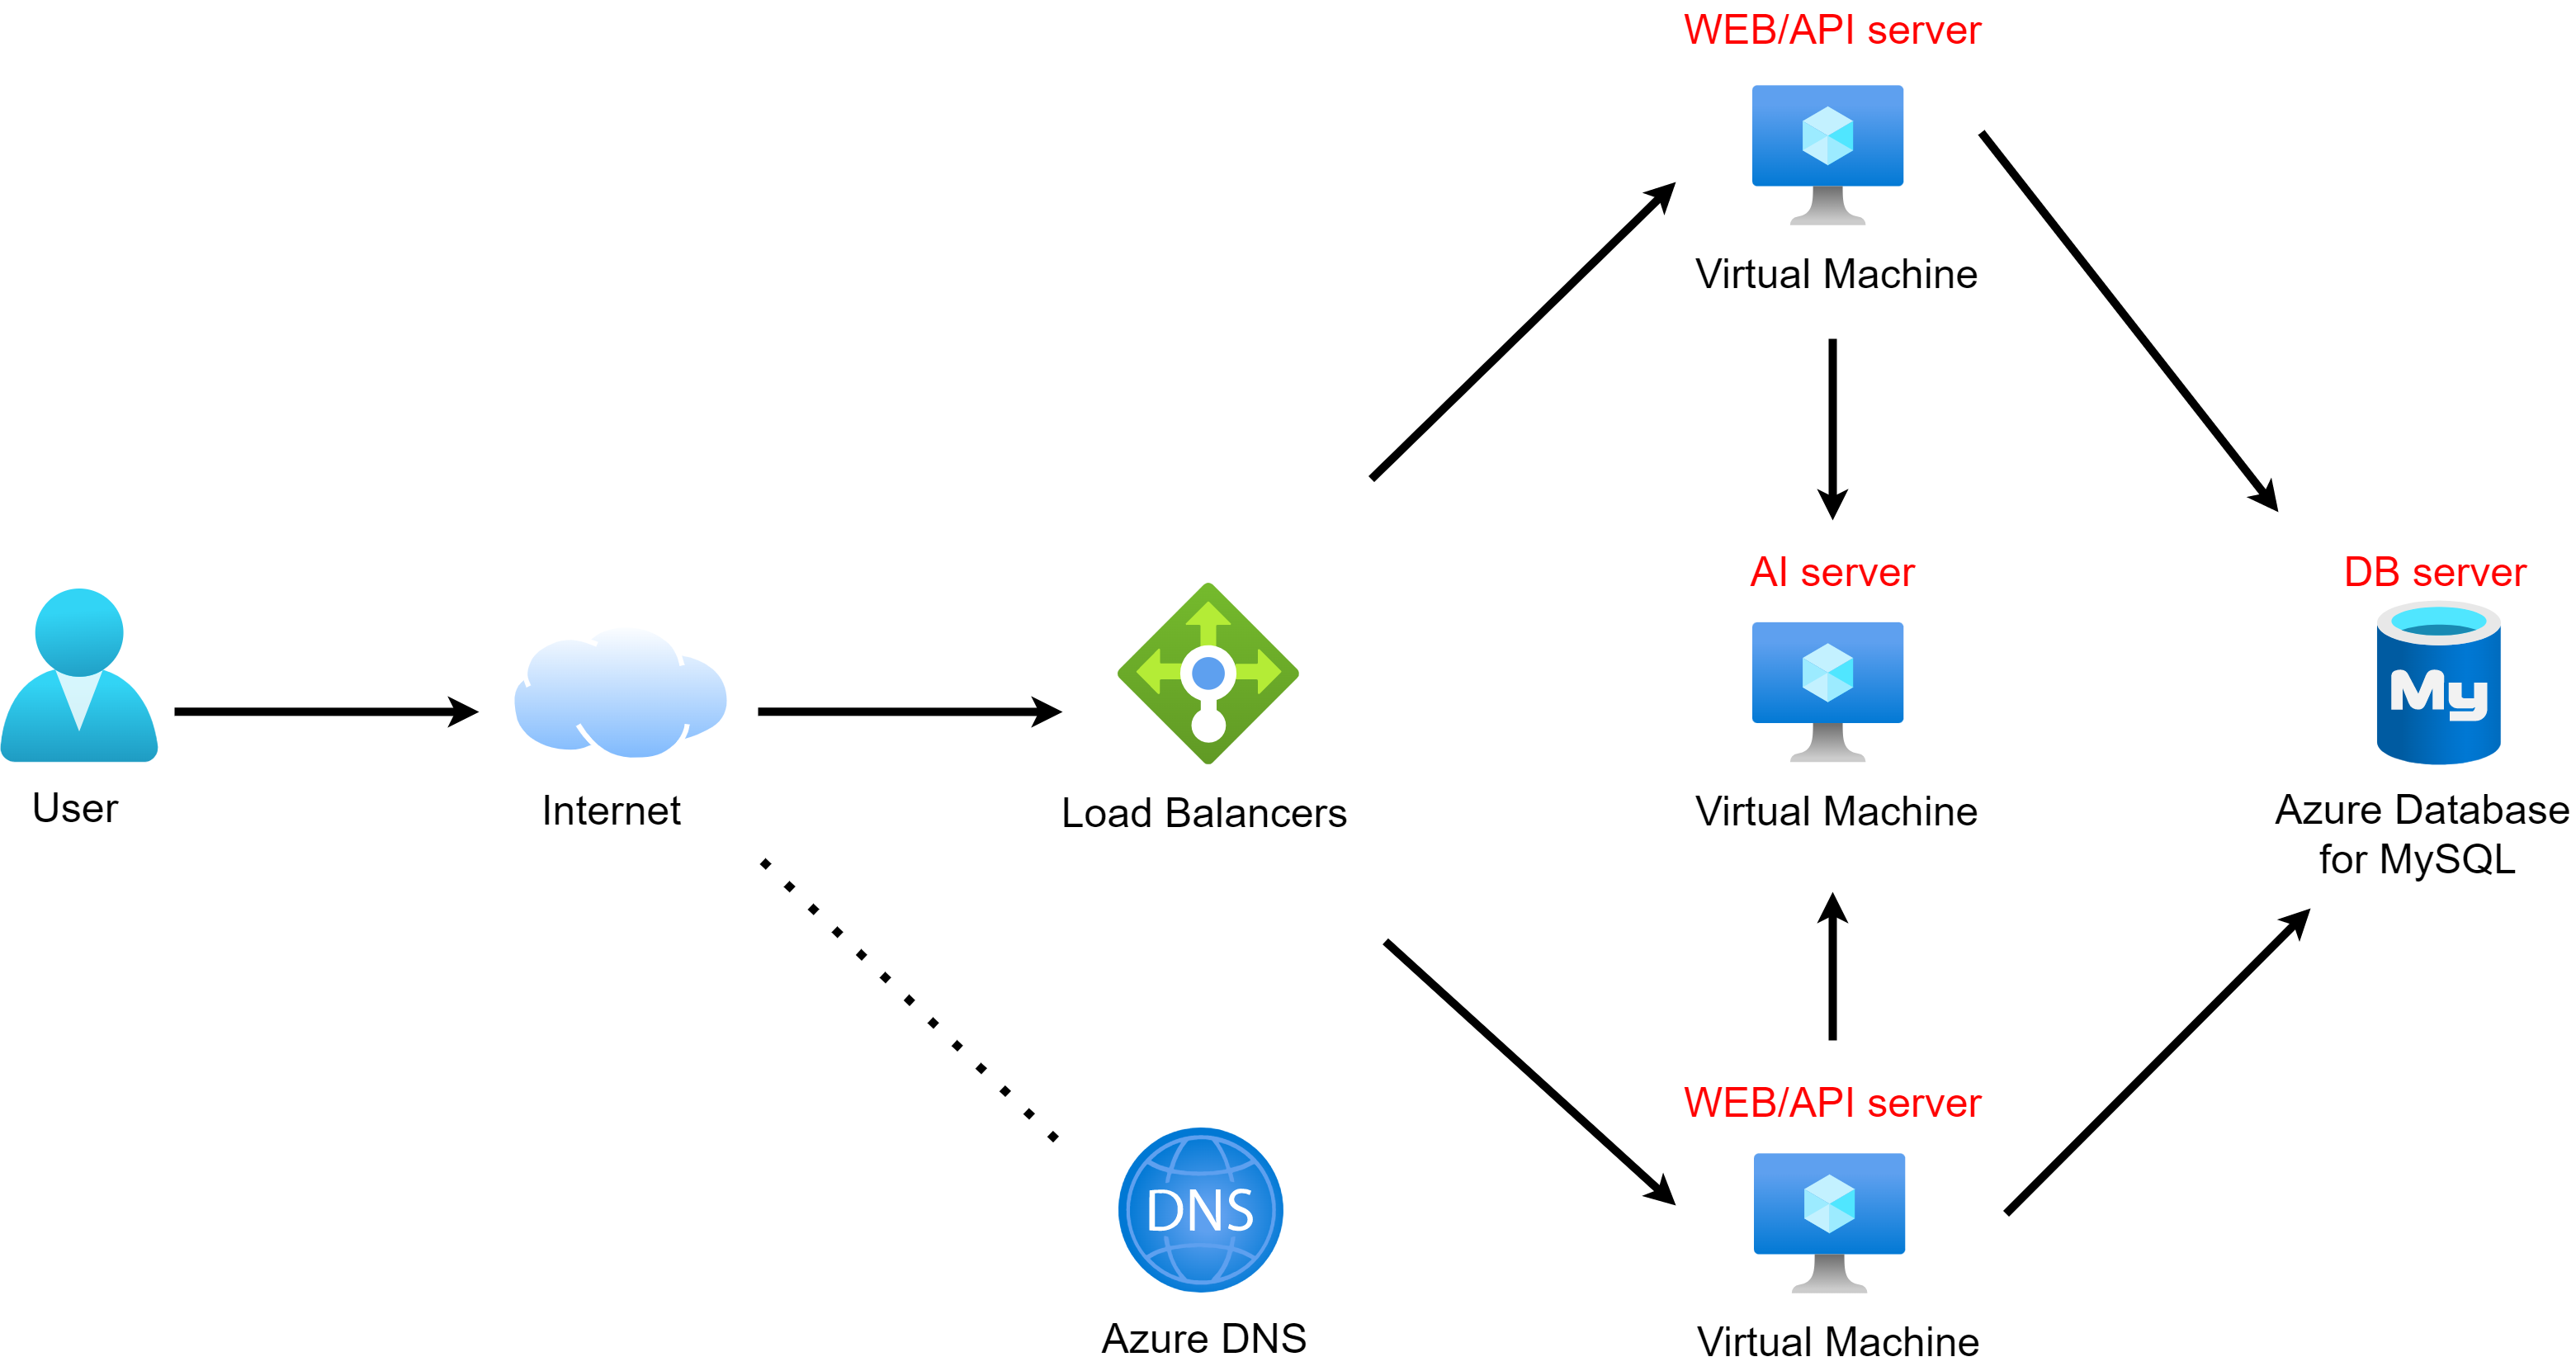 WEB/API server
Virtual Machine
AI server
DB server
My
User
Internet
Load Balancers
Virtual Machine
Azure Database
for MySQL
WEB/API server
DNS
Azure DNS
Virtual Machine